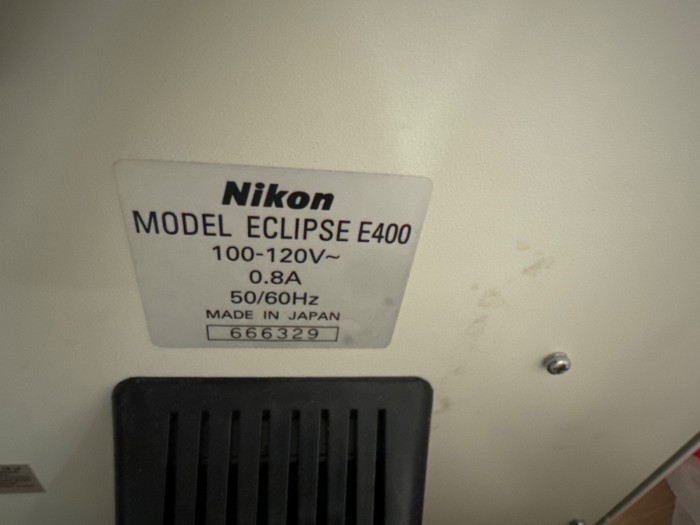 Nikon
MODEL ECLIPSE E400
100-120V~
0.8A
50/60Hz
MADE IN JAPAN
666329